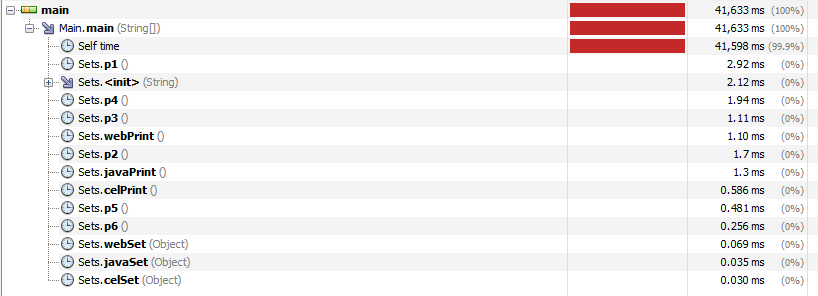 main 41,633 ms (100%)
Main.main (String[]) 41,633 ms (100%)
Self time 41,598 ms (99.9%)
Sets.p1 () 2.92 ms (0%)
Sets.<init> (String) 2.12 ms (0%)
Sets.p4 () 1.94 ms (0%)
Sets.p3 () 1.11 ms (0%)
Sets.webPrint () 1.10 ms (0%)
Sets.p2 () 1.7 ms (0%)
Sets.javaPrint () 1.3 ms (0%)
Sets.celPrint () 0.586 ms (0%)
Sets.p5 () 0.481 ms (0%)
Sets.p6 () 0.256 ms (0%)
Sets.webSet (Object) 0.069 ms (0%)
Sets.javaSet (Object) 0.035 ms (0%)
Sets.celSet (Object) 0.030 ms (0%)